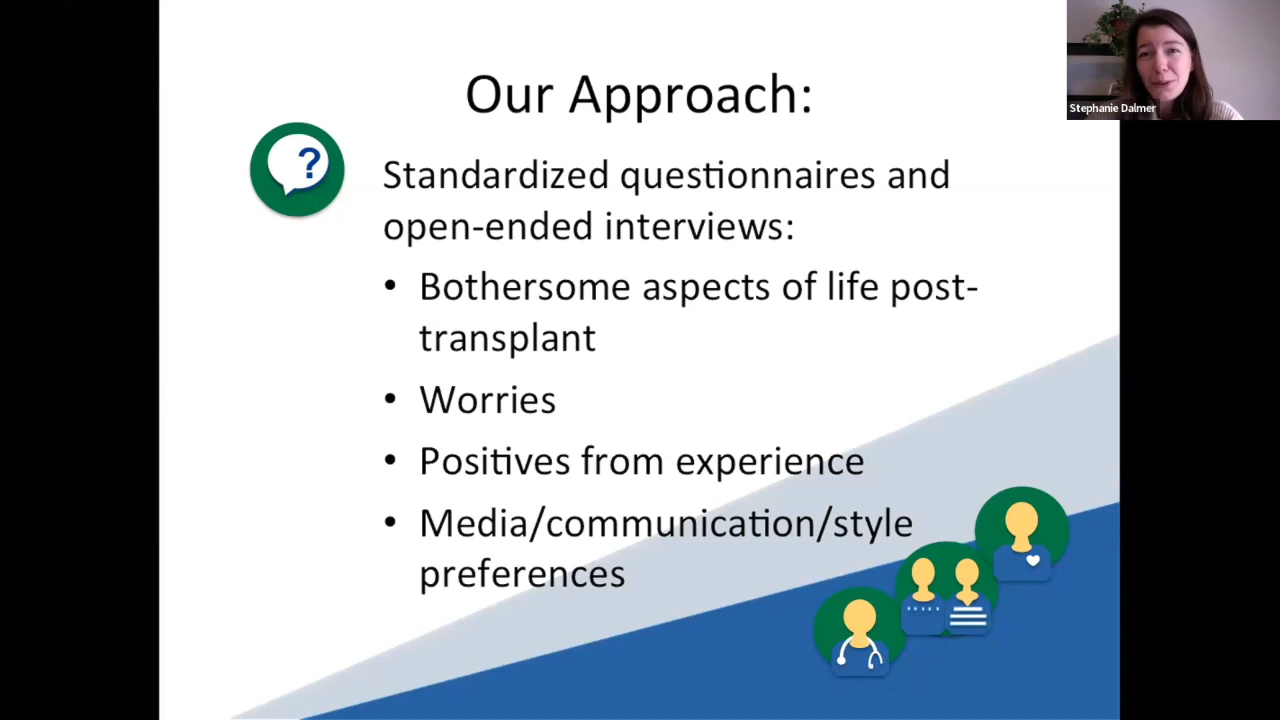 Our Approach:
?
Standardized questionnaires and
open-ended interviews:
• Bothersome aspects of life post-
transplant
• Worries
• Positives from experience
• Media/communication/style
preferences
Stephanie Dalmer